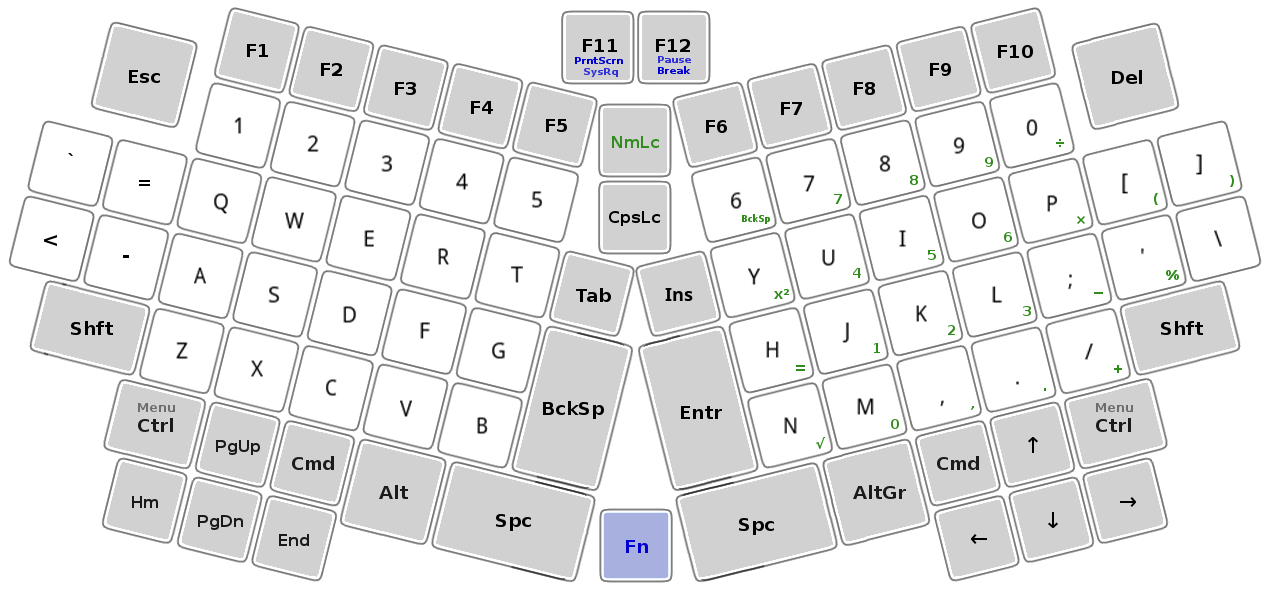 Esc
F1
F2
F3
F4
F5
F11
PrntScrn
SysRq
F12
Pause
Break
F6
F7
F8
F9
F10
Del
NmLc
CpsLc
`
=
1
2
3
4
5
6
BckSp
7
7
8
8
9
9
0
÷
<
-
Q
W
E
R
T
Tab
Ins
Y
x²
U
4
I
5
O
6
P
×
[
(
]
)
Shft
A
S
D
F
G
BckSp
Entr
H
=
J
1
K
2
L
3
;
−
'
%
\
Z
X
C
V
B
N
√
M
0
,
,
.
.
/
+
Shft
Menu
Ctrl
PgUp
Cmd
Alt
Spc
Fn
Spc
AltGr
Cmd
↑
Menu
Ctrl
Hm
PgDn
End
←
↓
→